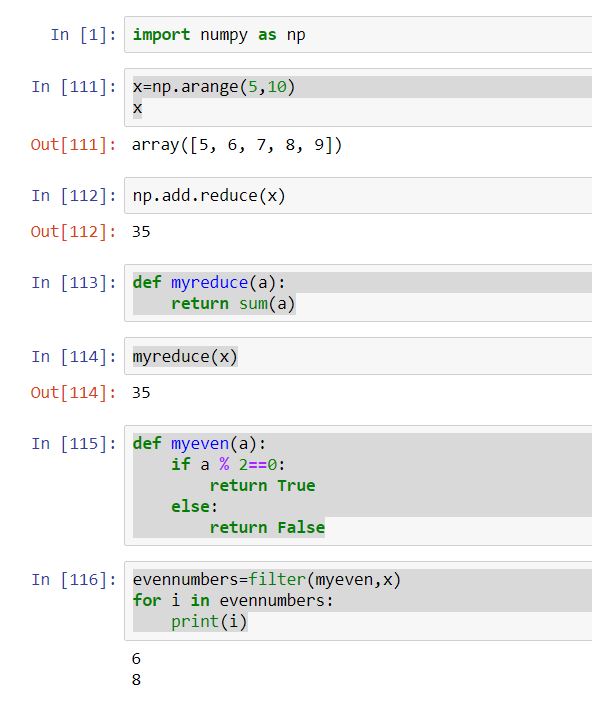 In [1]: import numpy as np
In [111]: x=np.arange(5,10)
x
Out[111]: array([5, 6, 7, 8, 9])
In [112]: np.add.reduce(x)
Out[112]: 35
In [113]: def myreduce(a):
    return sum(a)
In [114]: myreduce(x)
Out[114]: 35
In [115]: def myeven(a):
    if a % 2==0:
        return True
    else:
        return False
In [116]: evennumbers=filter(myeven,x)
for i in evennumbers:
    print(i)
6
8